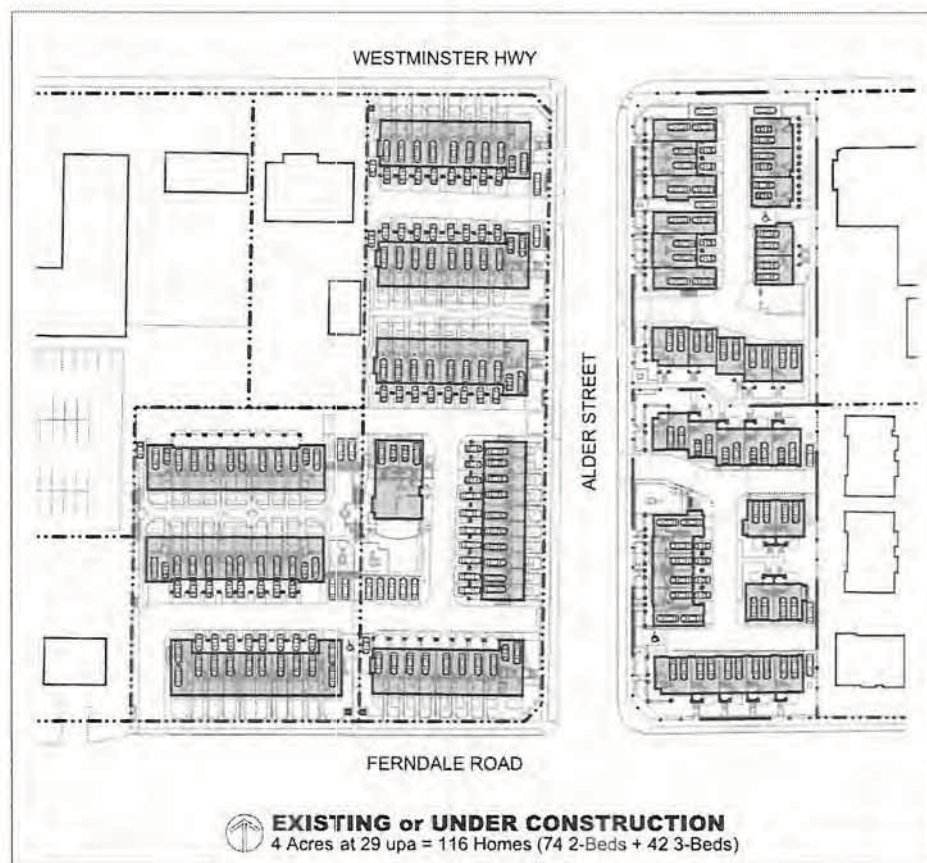 WESTMINSTER HWY
ALDER STREET
FERNDALE ROAD
EXISTING or UNDER CONSTRUCTION
4 Acres at 29 upa = 116 Homes (74 2-Beds + 42 3-Beds)